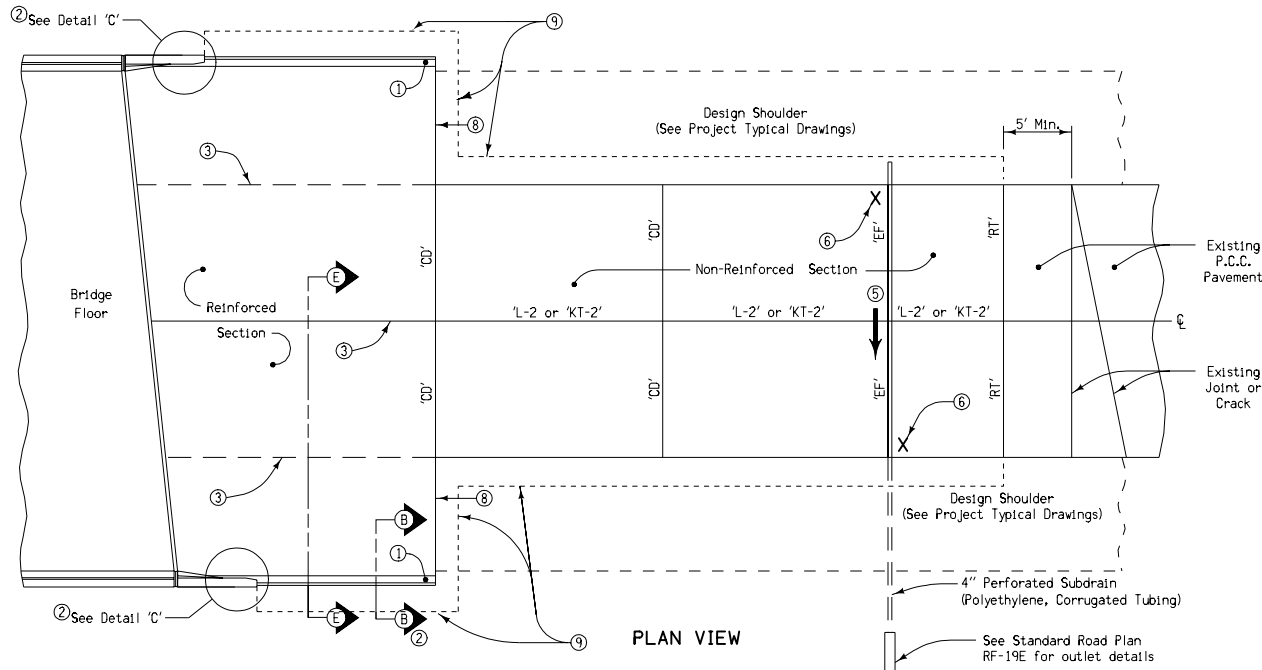 ② See Detail 'C'
⑨
①
Design Shoulder
(See Project Typical Drawings)
⑧
5' Min.
③
⑥
'CD'
'CD'
'EF'
'RT'
E
Non-Reinforced Section
Existing
P.C.C.
Pavement
Bridge
Floor
Reinforced
Section
⑤
'L-2 or 'KT-2'
'L-2' or 'KT-2'
'L-2' or 'KT-2'
℄
③
'CD'
'CD'
'EF'
'RT'
⑥
Existing
Joint or
Crack
③
⑧
Design Shoulder
(See Project Typical Drawings)
B
①
4" Perforated Subdrain
(Polyethylene, Corrugated Tubing)
② See Detail 'C'
E
B
②
⑨
PLAN VIEW
See Standard Road Plan
RF-19E for outlet details